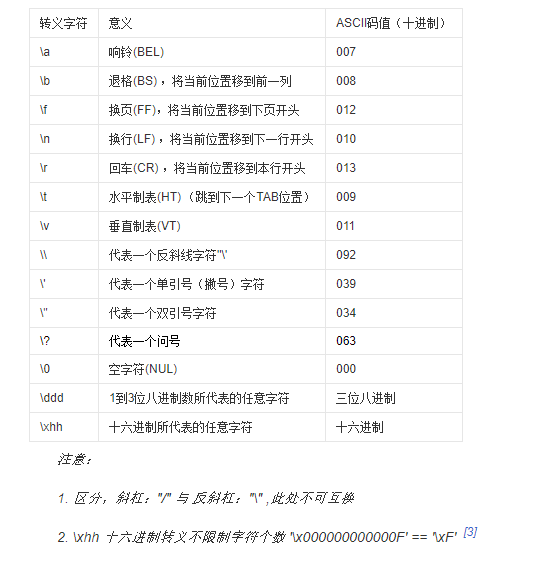 转义字符 意义 ASCII码值（十进制）
\a 响铃(BEL) 007
\b 退格(BS) ，将当前位置移到前一列 008
\f 换页(FF)，将当前位置移到下页开头 012
\n 换行(LF) ，将当前位置移到下一行开头 010
\r 回车(CR) ，将当前位置移到本行开头 013
\t 水平制表(HT) （跳到下一个TAB位置） 009
\v 垂直制表(VT) 011
\\ 代表一个反斜线字符''\' 092
\' 代表一个单引号（撇号）字符 039
\" 代表一个双引号字符 034
\? 代表一个问号 063
\0 空字符(NUL) 000
\ddd 1到3位八进制数所代表的任意字符 三位八进制
\xhh 十六进制所代表的任意字符 十六进制
注意：
1. 区分，斜杠："/" 与 反斜杠："\" ,此处不可互换
2. \xhh 十六进制转义不限制字符个数 '\x000000000000F' == '\xF' [3]